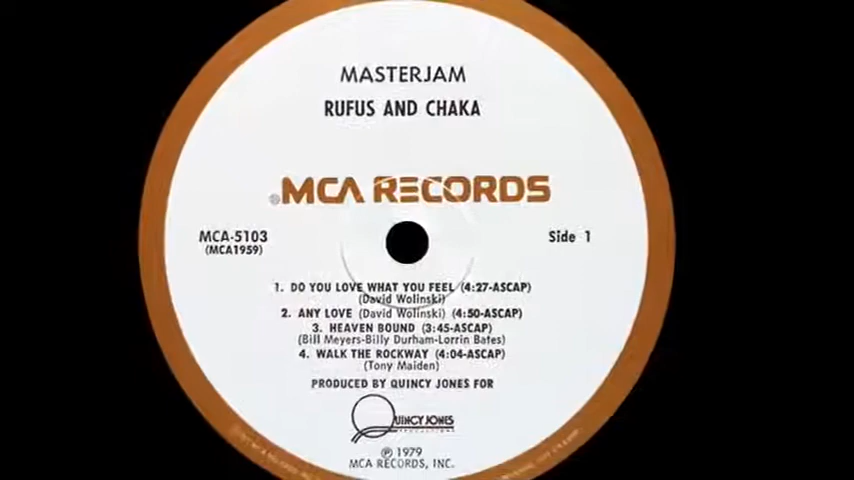 MASTERJAM
RUFUS AND CHAKA
MCA RECORDS
MCA-5103
(MCA1959)
Side 1
1. DO YOU LOVE WHAT YOU FEEL (4:27-ASCAP)
(David Wolinski)
2. ANY LOVE (David Wolinski) (4:50-ASCAP)
3. HEAVEN BOUND (3:45-ASCAP)
(Bill Meyers-Billy Durham-Lorrin Bates)
4. WALK THE ROCKWAY (4:04-ASCAP)
(Tony Maiden)
PRODUCED BY QUINCY JONES FOR
QUINCY JONES
PRODUCTIONS
℗ 1979
MCA RECORDS, INC.